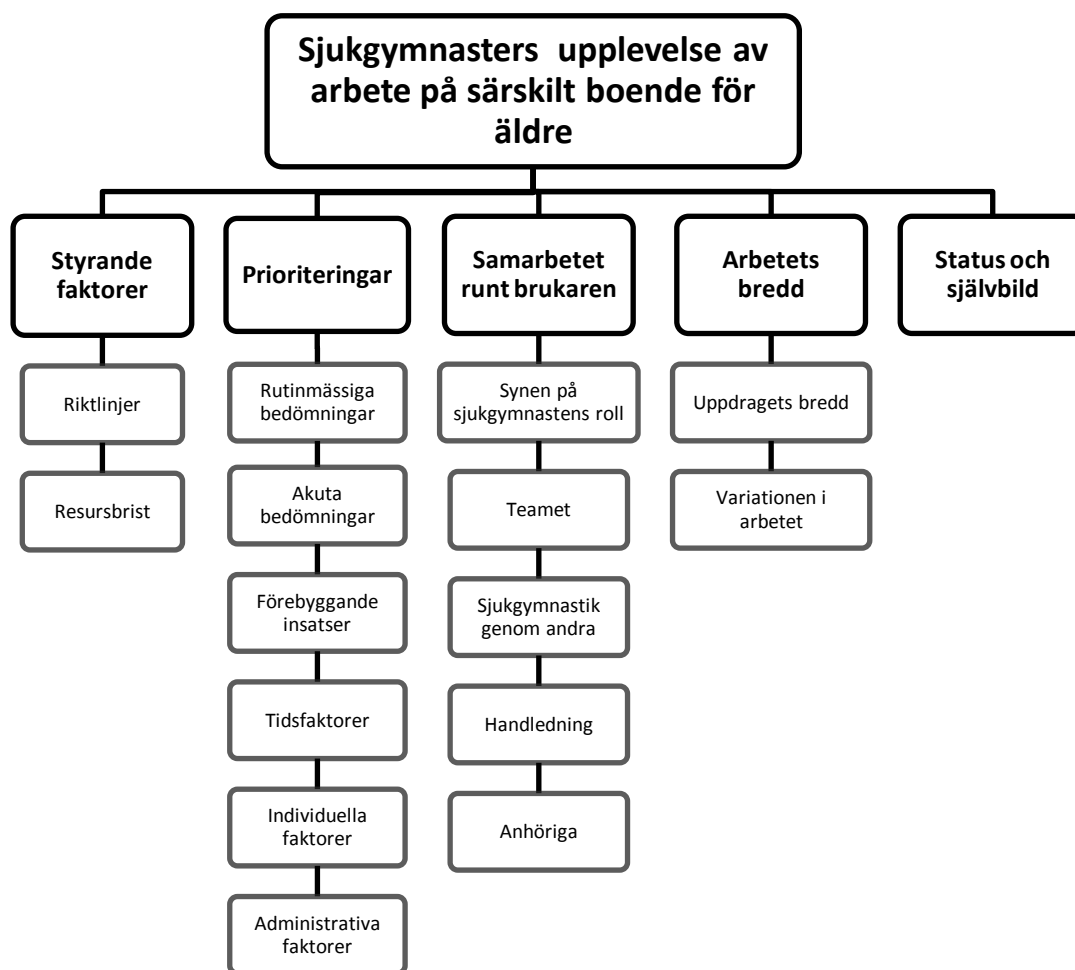 Sjukgymnasters upplevelse av
arbete på särskilt boende för
äldre
Styrande
faktorer
Riktlinjer
Resursbrist
Prioriteringar
Rutinmässiga
bedömningar
Akuta
bedömningar
Förebyggande
insatser
Tidsfaktorer
Individuella
faktorer
Administrativa
faktorer
Samarbetet
runt brukaren
Synen på
sjukgymnastens roll
Teamet
Sjukgymnastik
genom andra
Handledning
Anhöriga
Arbetets
bredd
Uppdragets bredd
Variationen i
arbetet
Status och
självbild